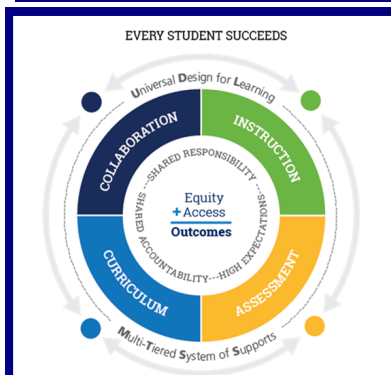 EVERY STUDENT SUCCEEDS
Universal Design for Learning
COLLABORATION
INSTRUCTION
SHARED RESPONSIBILITY
HIGH EXPECTATIONS
SHARED ACCOUNTABILITY
Equity
+Access
Outcomes
CURRICULUM
ASSESSMENT
Multi-Tiered System of Supports